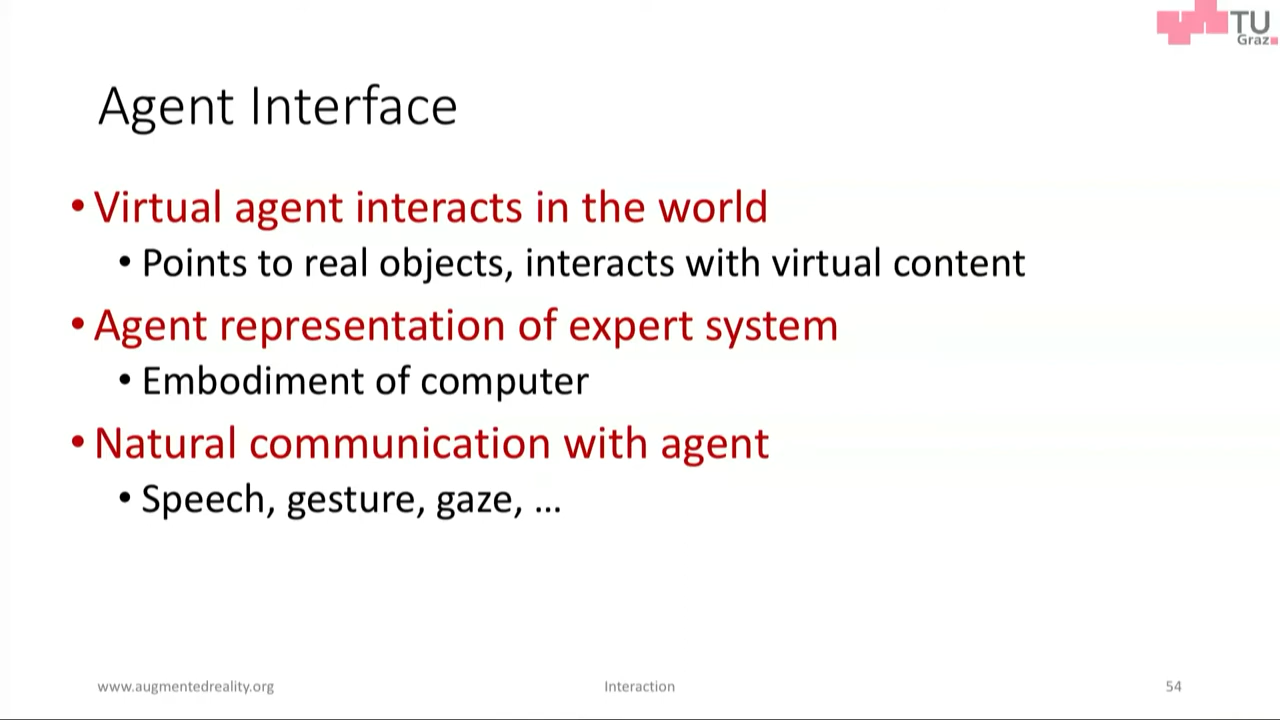 TU
Graz
Agent Interface
• Virtual agent interacts in the world
• Points to real objects, interacts with virtual content
• Agent representation of expert system
• Embodiment of computer
• Natural communication with agent
• Speech, gesture, gaze, ...
www.augmentedreality.org
Interaction
54